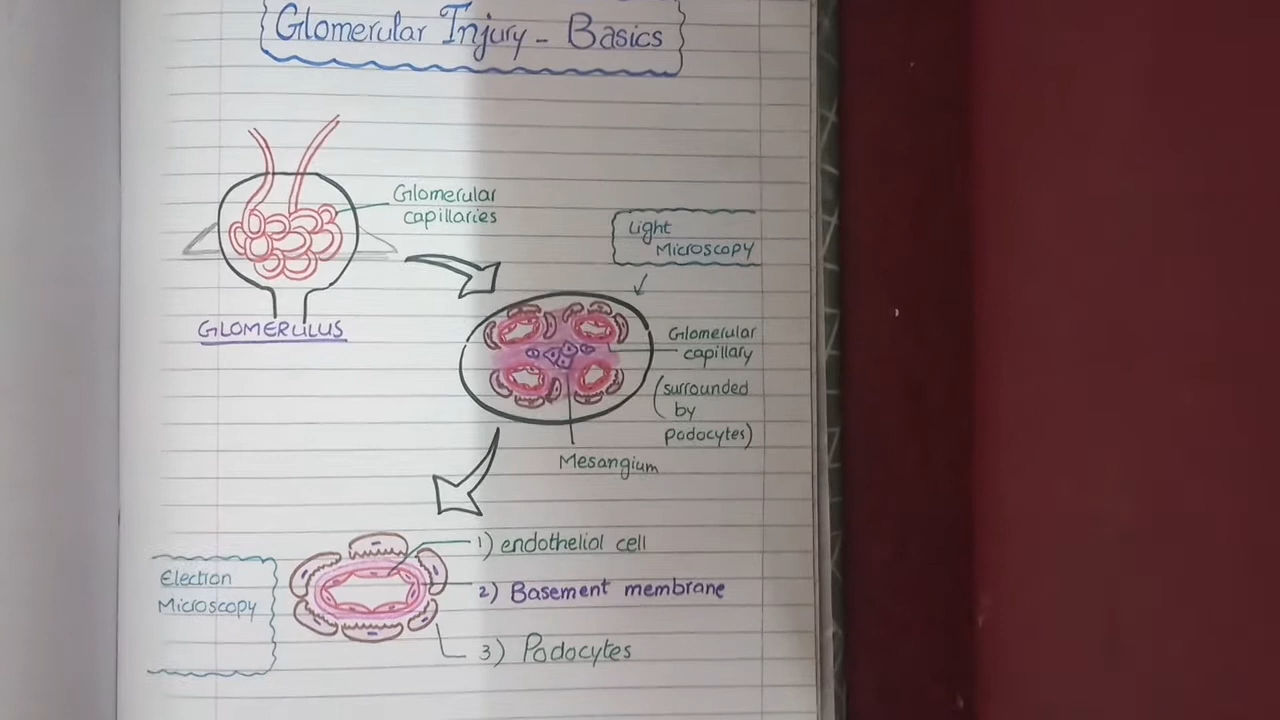 Glomerular Injury - Basics
Glomerular
capillaries
GLOMERULUS
Light
Microscopy
Glomerular
capillary
(surrounded
by
podocytes)
Mesangium
Election
Microscopy
1) endothelial cell
2) Basement membrane
3) Podocytes